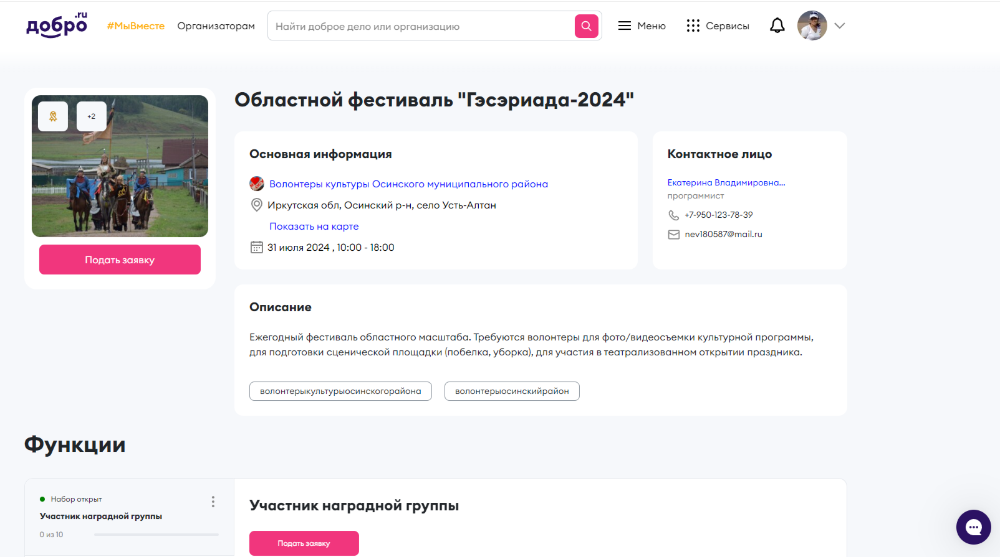 добро.ru
#МыВместе
Организаторам
Найти доброе дело или организацию
Меню
Сервисы
+2
Подать заявку
Областной фестиваль "Гэсэриада-2024"
Основная информация
Волонтеры культуры Осинского муниципального района
Иркутская обл, Осинский р-н, село Усть-Алтан
Показать на карте
31 июля 2024 , 10:00 - 18:00
Контактное лицо
Екатерина Владимировна...
программист
+7-950-123-78-39
nev180587@mail.ru
Описание
Ежегодный фестиваль областного масштаба. Требуются волонтеры для фото/видеосъемки культурной программы,
для подготовки сценической площадки (побелка, уборка), для участия в театрализованном открытии праздника.
волонтерыкультурыосинскогорайона
волонтерыосинскийрайон
Функции
Набор открыт
Участник наградной группы
0 из 10
Участник наградной группы
Подать заявку